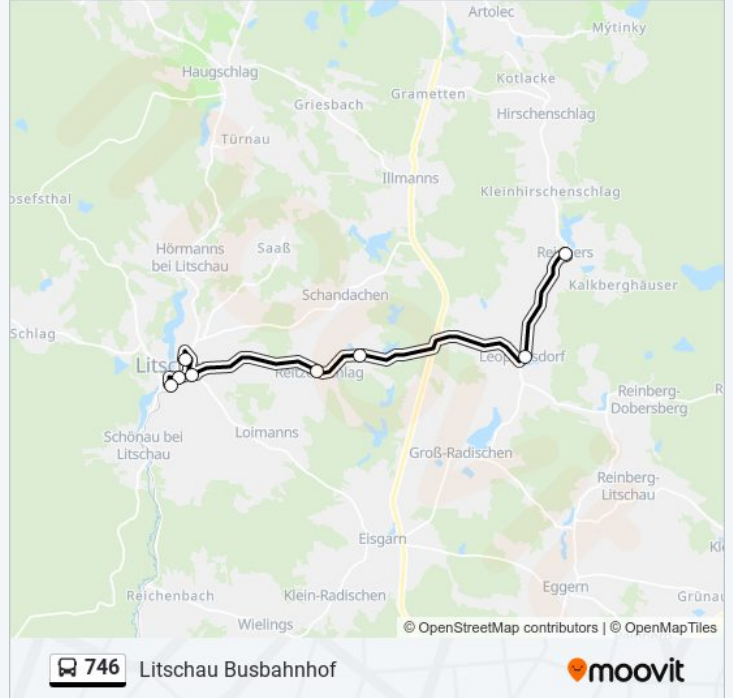 Artolec
Mýtinky
Haugschlag
Kotlacke
Grametten
Griesbach
Hirschenschlag
Türnau
Illmanns
Kleinhirschenschlag
osefsthal
Hörmanns
bei Litschau
Saaß
Kalkberghäuser
Schandachen
Schlag
Reinberg-
Dobersberg
R
Loimanns
Schönau bei
Litschau
Groß-Radischen
Reinberg-
Litschau
Eisgarn
Kl
Eggern
Reichenbach
Klein-Radischen
Grünau
Wielings
© OpenStreetMap contributors | © OpenMapTiles
746 Litschau Busbahnhof
moovit